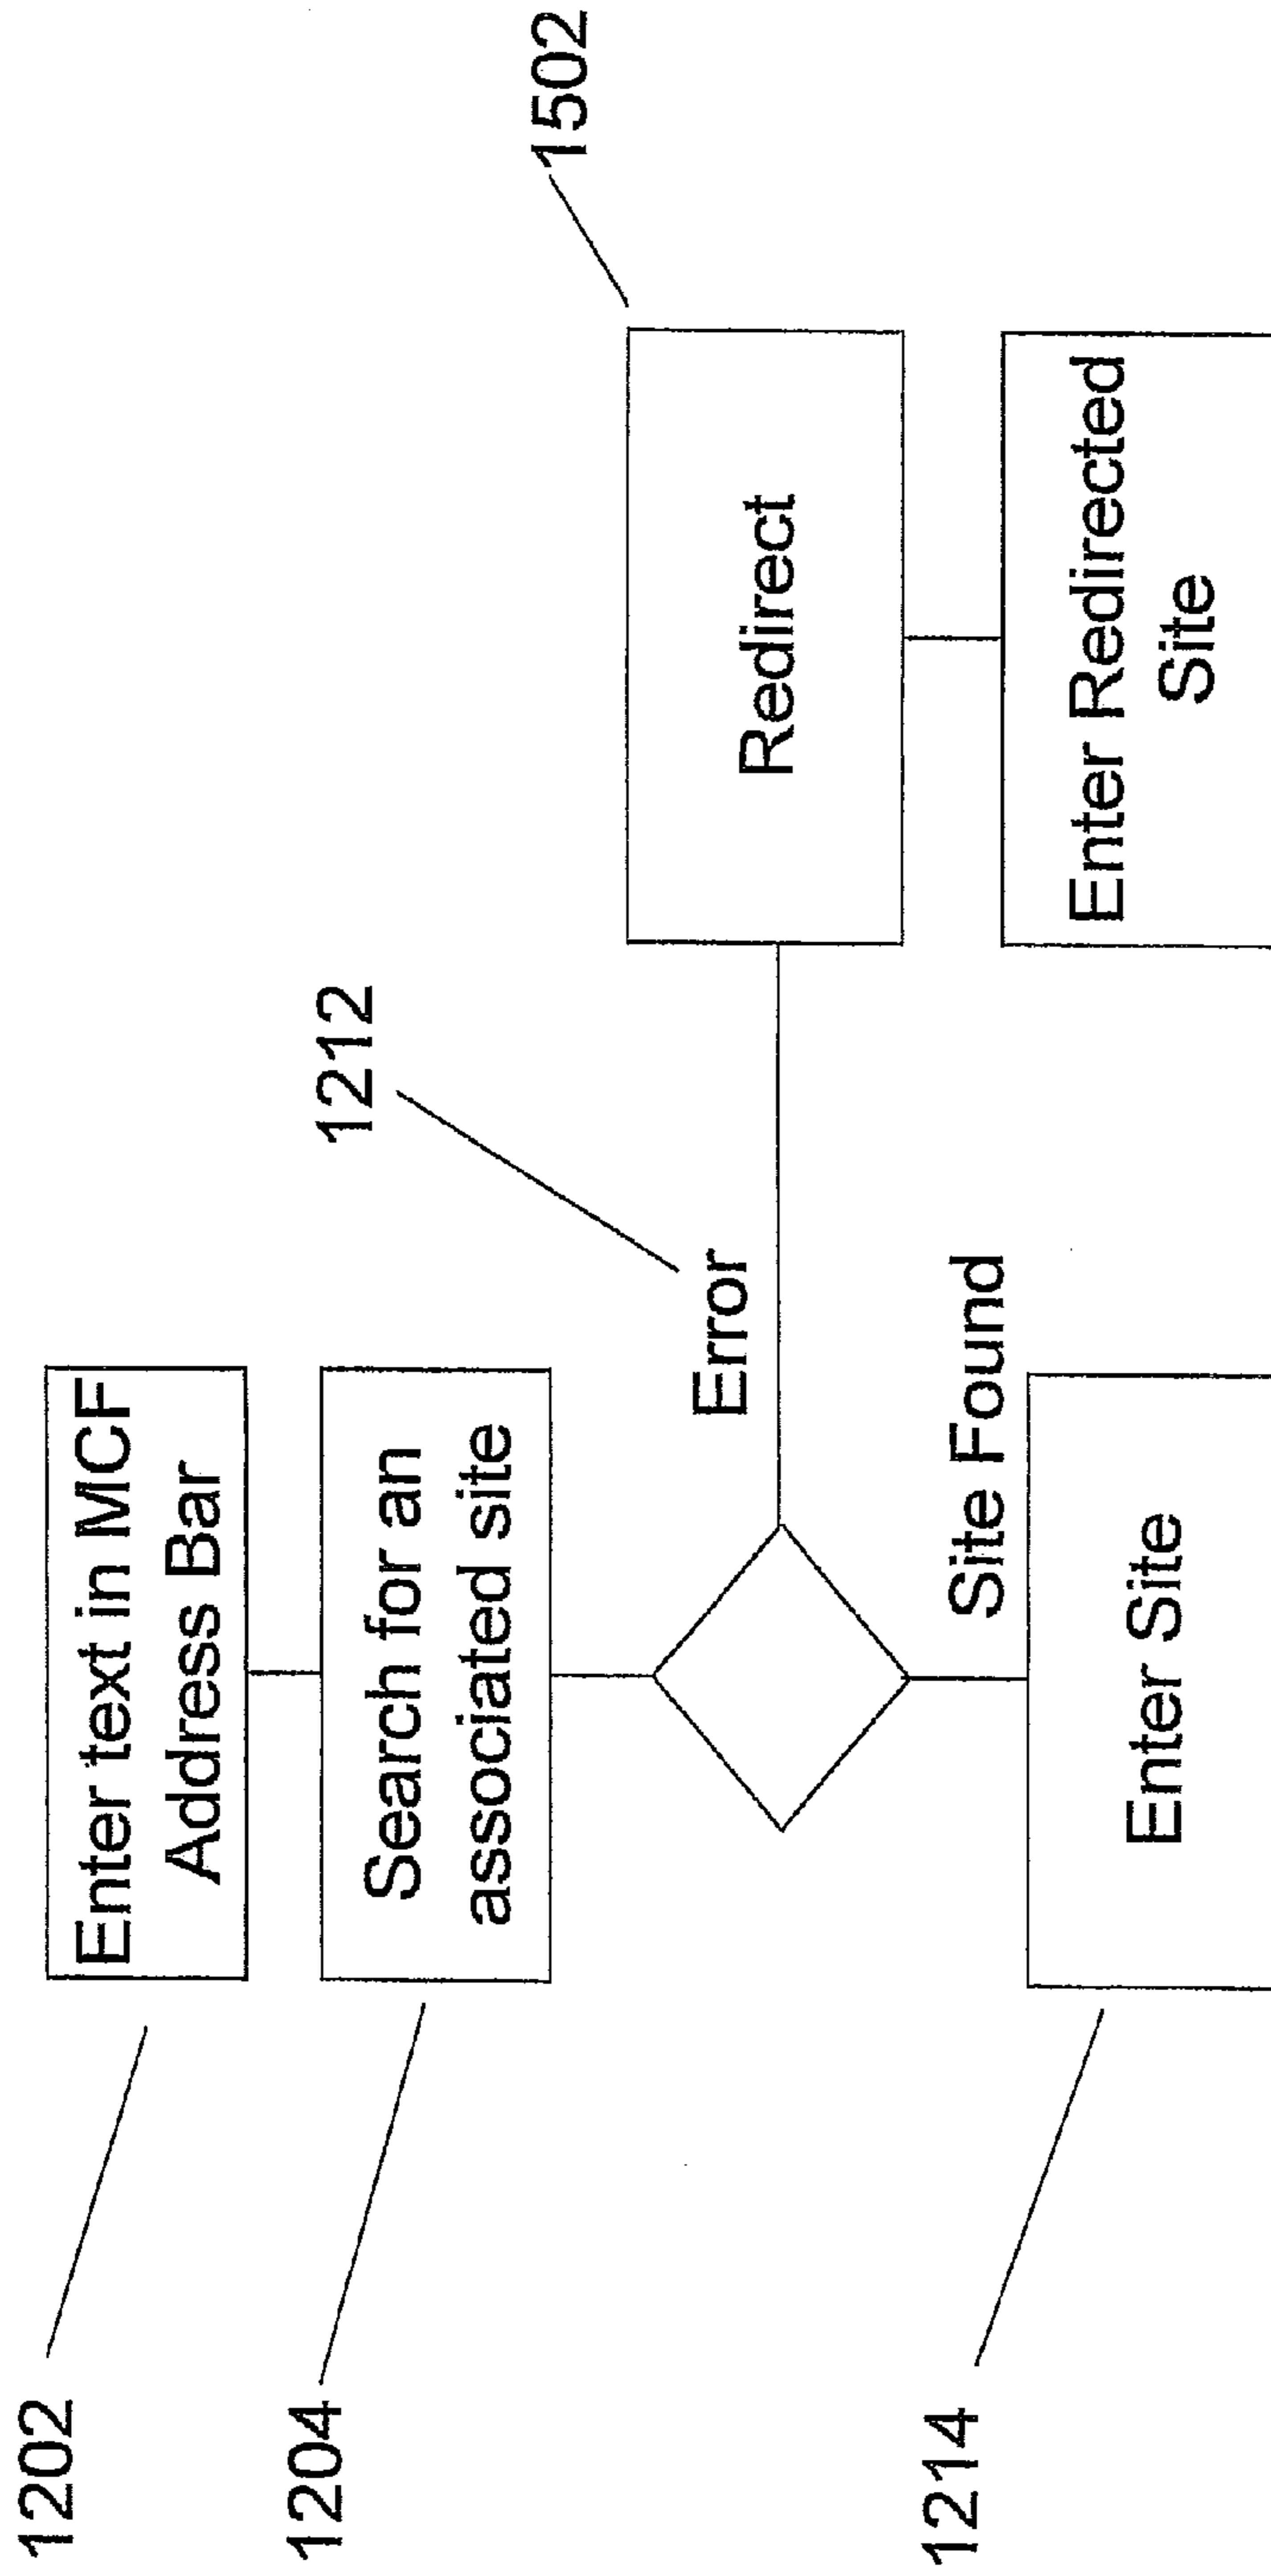 1202
Enter text in MCF
Address Bar
1204
Search for an
associated site
1212
Error
1502
Redirect
Site Found
1214
Enter Site
Enter Redirected
Site